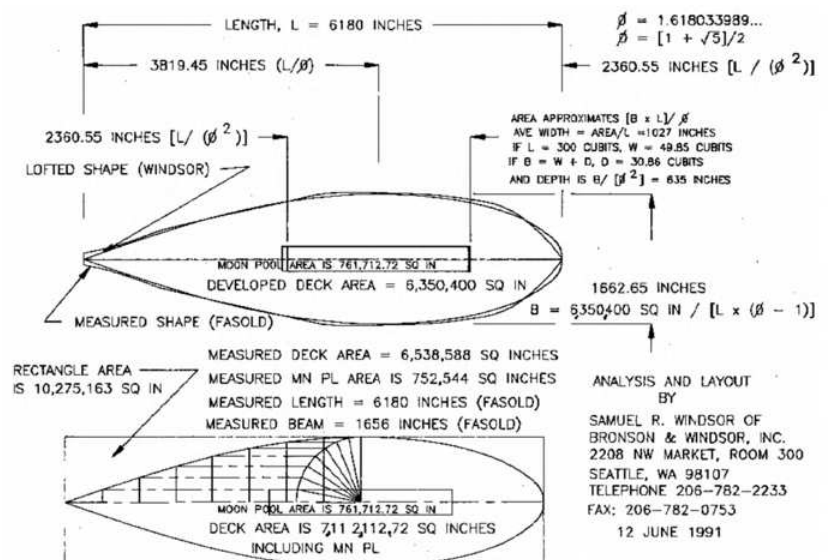 LENGTH, L = 6180 INCHES
ø = 1.618033989...
ø = [1 + √5]/2
3819.45 INCHES (L/ø)
2360.55 INCHES [L / (ø²)]
2360.55 INCHES [L/ (ø²)]
LOFTED SHAPE (WINDSOR)
AREA APPROXIMATES [B x L]/ ø
AVE WIDTH = AREA/L =1027 INCHES
IF L = 300 CUBITS, W = 49.85 CUBITS
IF B = W + D, D = 30.86 CUBITS
AND DEPTH IS B/ [ø²] = 635 INCHES
MOON POOL AREA IS 761,712.72 SQ IN
DEVELOPED DECK AREA = 6,350,400 SQ IN
1662.65 INCHES
B = 6,350,400 SQ IN / [L x (ø − 1)]
MEASURED SHAPE (FASOLD)
RECTANGLE AREA
IS 10,275,163 SQ IN
MEASURED DECK AREA = 6,538,588 SQ INCHES
MEASURED MN PL AREA IS 752,544 SQ INCHES
MEASURED LENGTH = 6180 INCHES (FASOLD)
MEASURED BEAM = 1656 INCHES (FASOLD)
ANALYSIS AND LAYOUT
BY
SAMUEL R. WINDSOR OF
BRONSON & WINDSOR, INC.
2208 NW MARKET, ROOM 300
SEATTLE, WA 98107
TELEPHONE 206−782−2233
FAX: 206−782−0753
12 JUNE 1991
MOON POOL AREA IS 761,712.72 SQ IN
DECK AREA IS 7,11 2,112,72 SQ INCHES
INCLUDING MN PL